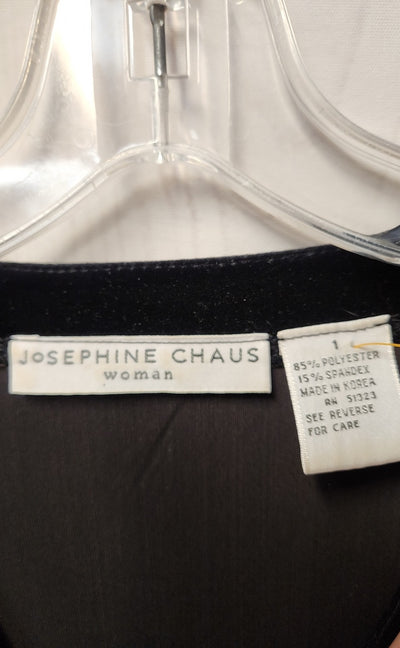 JoSEPHINE CHAUS
woman
1
85% POLYESTER
15% SPANDEX
MADE IN KOREA
RN 51323
SEE REVERSE
FOR CARE